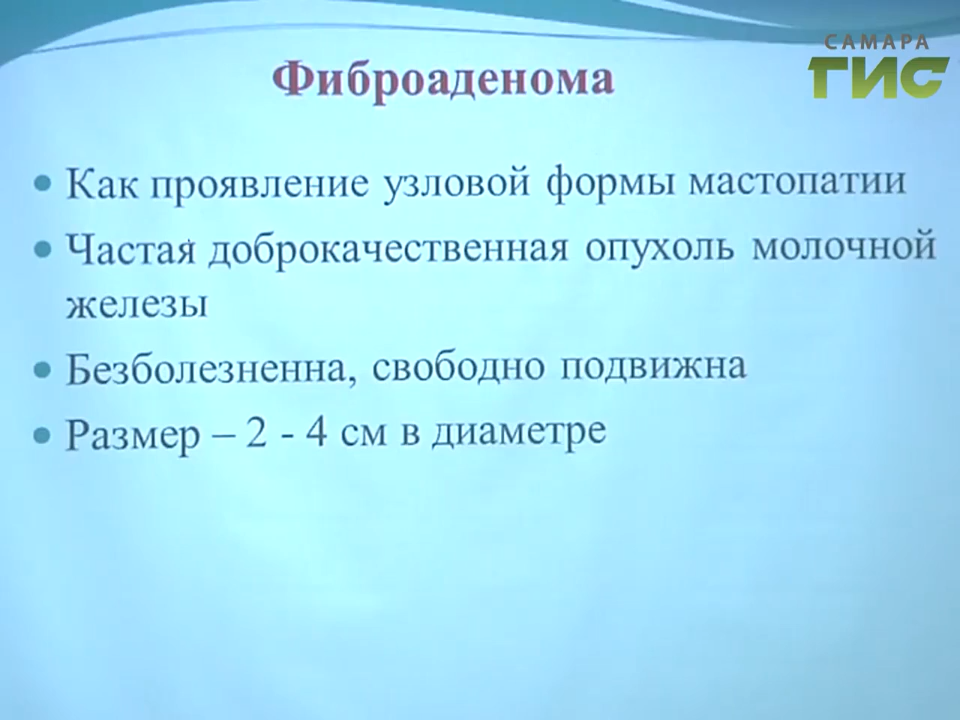 САМАРА
ГИС
Фиброаденома
Как проявление узловой формы мастопатии
Частая доброкачественная опухоль молочной
железы
Безболезненна, свободно подвижна
Размер – 2 - 4 см в диаметре